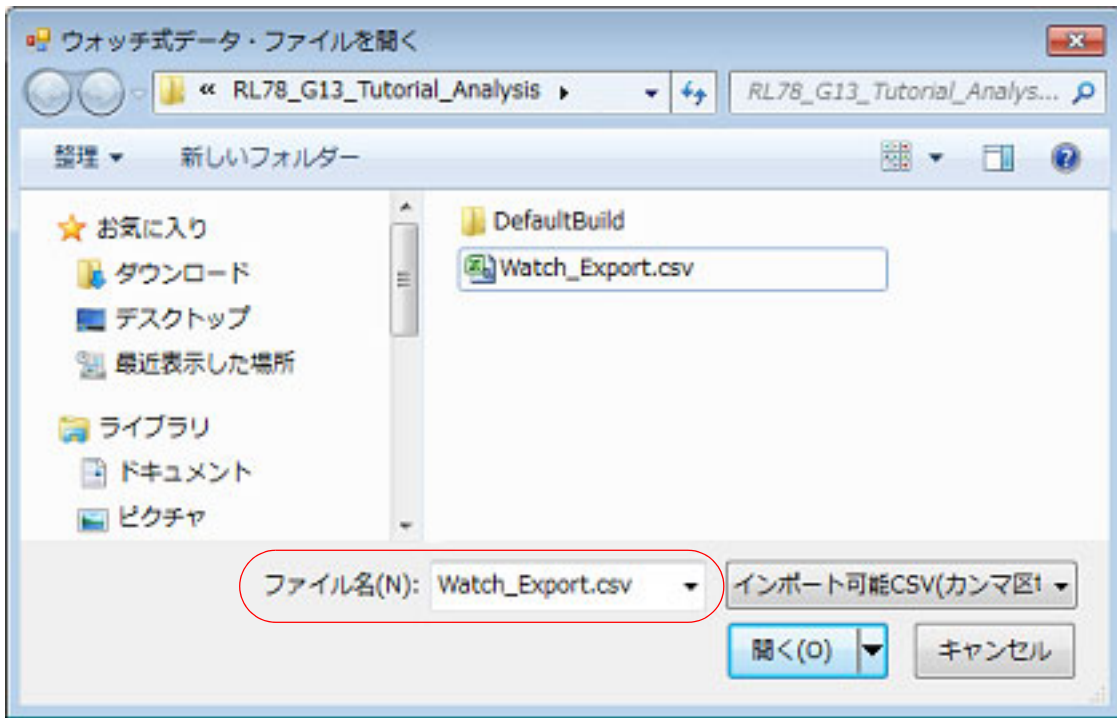 ウォッチ式データ・ファイルを開く
« RL78_G13_Tutorial_Analysis
RL78_G13_Tutorial_Analys...
整理
新しいフォルダー
お気に入り
ダウンロード
デスクトップ
最近表示した場所
ライブラリ
ドキュメント
ピクチャ
DefaultBuild
Watch_Export.csv
ファイル名(N): Watch_Export.csv
インポート可能CSV(カンマ区
開く(O)
キャンセル